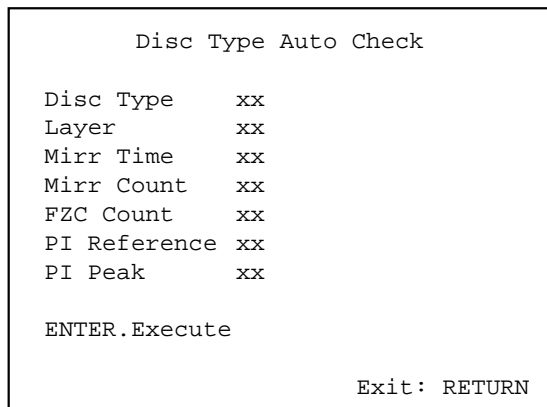 Disc Type Auto Check
Disc Type xx
Layer xx
Mirr Time xx
Mirr Count xx
FZC Count xx
PI Reference xx
PI Peak xx
ENTER.Execute
Exit: RETURN